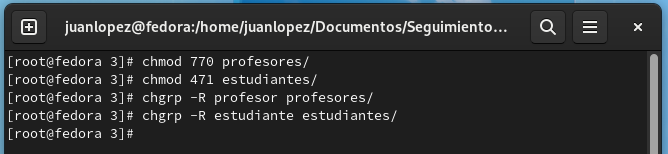 juanlopez@fedora:/home/juanlopez/Documentos/Seguimiento...
[root@fedora 3]# chmod 770 profesores/
[root@fedora 3]# chmod 471 estudiantes/
[root@fedora 3]# chgrp -R profesor profesores/
[root@fedora 3]# chgrp -R estudiante estudiantes/
[root@fedora 3]#